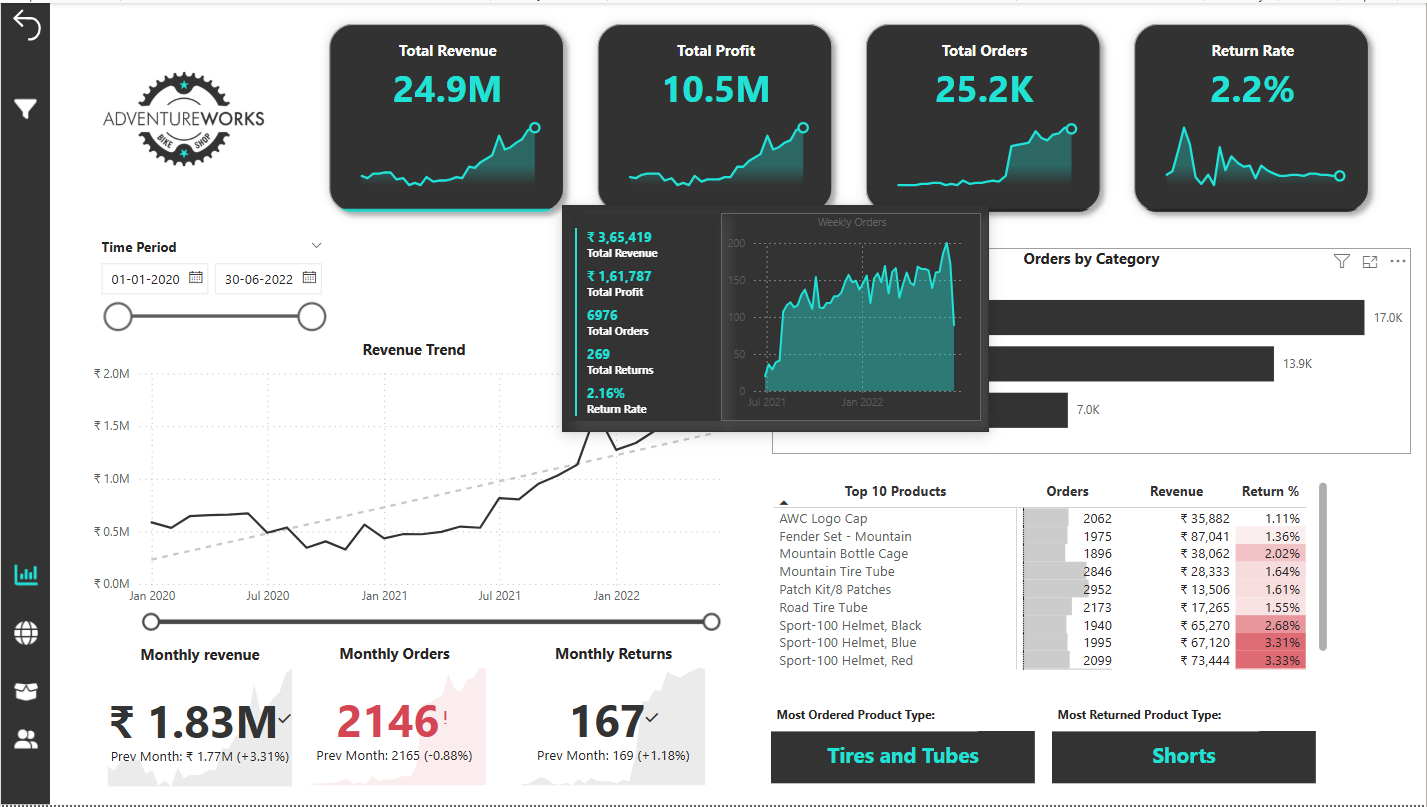 Total Revenue
24.9M
Total Profit
10.5M
Total Orders
25.2K
Return Rate
2.2%
ADVENTUREWORKS
BIKE SHOP
Time Period
01-01-2020
30-06-2022
₹ 3,65,419
Total Revenue
₹ 1,61,787
Total Profit
6976
Total Orders
269
Total Returns
2.16%
Return Rate
Weekly Orders
200
150
100
50
0
Jul 2021
Jan 2022
Orders by Category
17.0K
13.9K
7.0K
Revenue Trend
₹ 2.0M
₹ 1.5M
₹ 1.0M
₹ 0.5M
₹ 0.0M
Jan 2020
Jul 2020
Jan 2021
Jul 2021
Jan 2022
Top 10 Products Orders Revenue Return %
AWC Logo Cap 2062 ₹ 35,882 1.11%
Fender Set - Mountain 1975 ₹ 87,041 1.36%
Mountain Bottle Cage 1896 ₹ 38,062 2.02%
Mountain Tire Tube 2846 ₹ 28,333 1.64%
Patch Kit/8 Patches 2952 ₹ 13,506 1.61%
Road Tire Tube 2173 ₹ 17,265 1.55%
Sport-100 Helmet, Black 1940 ₹ 65,270 2.68%
Sport-100 Helmet, Blue 1995 ₹ 67,120 3.31%
Sport-100 Helmet, Red 2099 ₹ 73,444 3.33%
Monthly revenue
₹ 1.83M
Prev Month: ₹ 1.77M (+3.31%)
Monthly Orders
2146!
Prev Month: 2165 (-0.88%)
Monthly Returns
167
Prev Month: 169 (+1.18%)
Most Ordered Product Type:
Tires and Tubes
Most Returned Product Type:
Shorts